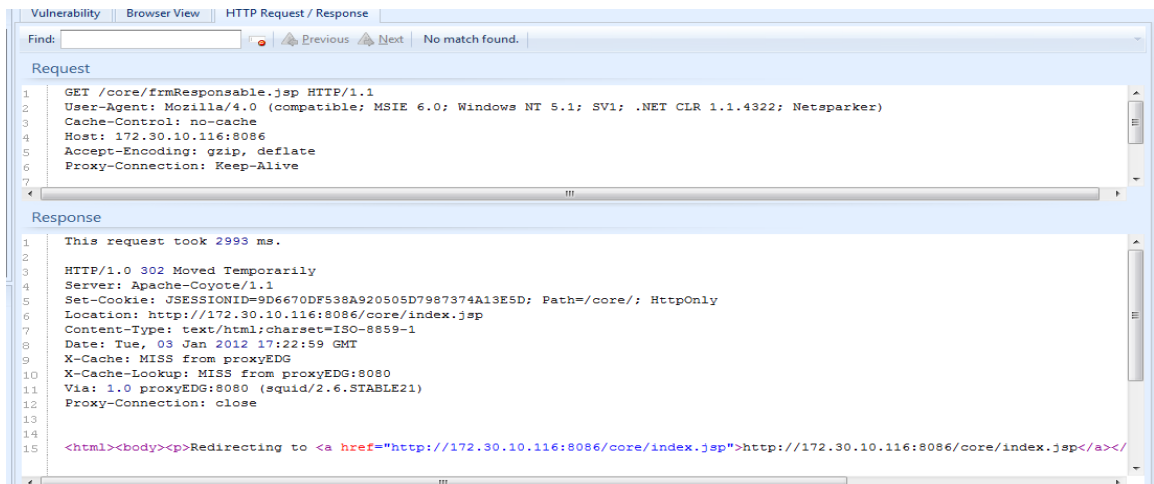 Vulnerability Browser View HTTP Request / Response
Find: Previous Next No match found.
Request
1 GET /core/frmResponsable.jsp HTTP/1.1
2 User-Agent: Mozilla/4.0 (compatible; MSIE 6.0; Windows NT 5.1; SV1; .NET CLR 1.1.4322; Netsparker)
3 Cache-Control: no-cache
4 Host: 172.30.10.116:8086
5 Accept-Encoding: gzip, deflate
6 Proxy-Connection: Keep-Alive
7
Response
1 This request took 2993 ms.
2
3 HTTP/1.0 302 Moved Temporarily
4 Server: Apache-Coyote/1.1
5 Set-Cookie: JSESSIONID=9D6670DF538A920505D7987374A13E5D; Path=/core/; HttpOnly
6 Location: http://172.30.10.116:8086/core/index.jsp
7 Content-Type: text/html;charset=ISO-8859-1
8 Date: Tue, 03 Jan 2012 17:22:59 GMT
9 X-Cache: MISS from proxyEDG
10 X-Cache-Lookup: MISS from proxyEDG:8080
11 Via: 1.0 proxyEDG:8080 (squid/2.6.STABLE21)
12 Proxy-Connection: close
13
14
15 <html><body><p>Redirecting to <a href="http://172.30.10.116:8086/core/index.jsp">http://172.30.10.116:8086/core/index.jsp</a></